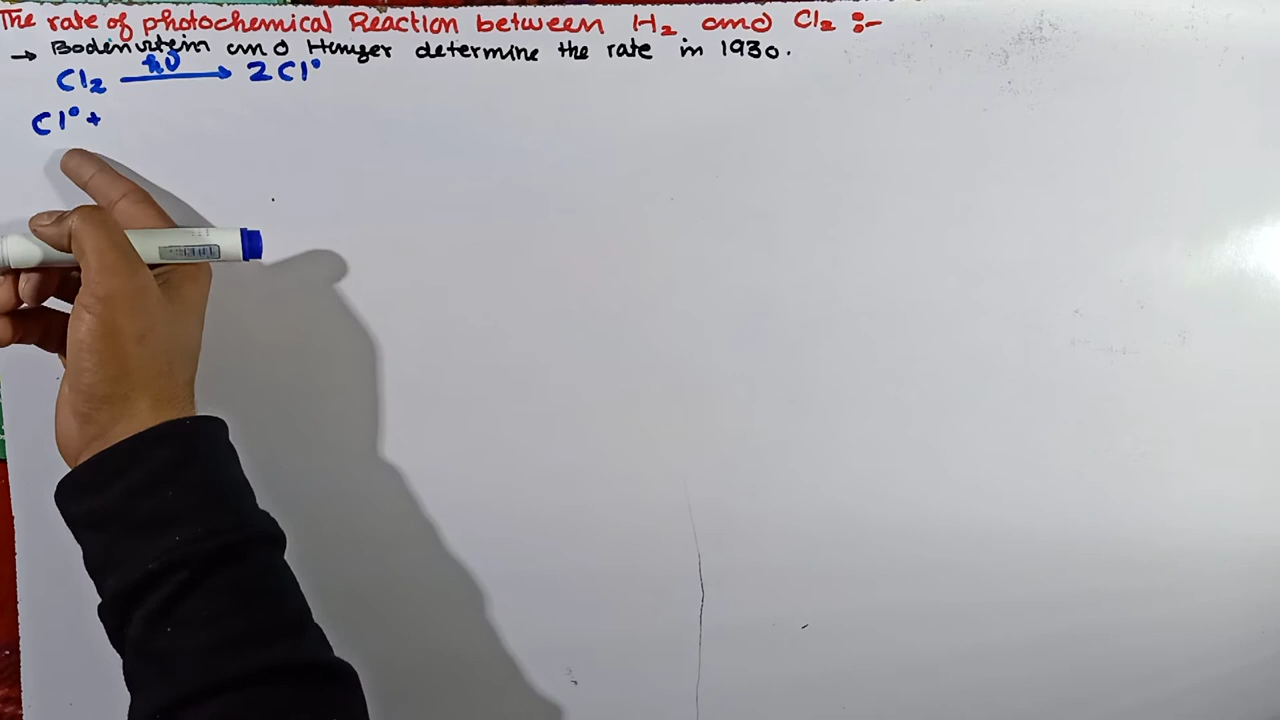 The rate of photochemical Reaction between H₂ and Cl₂ :-
→ Bodenstein and Hunger determine the rate in 1930.
Cl₂ —hν→ 2Cl°
Cl° +